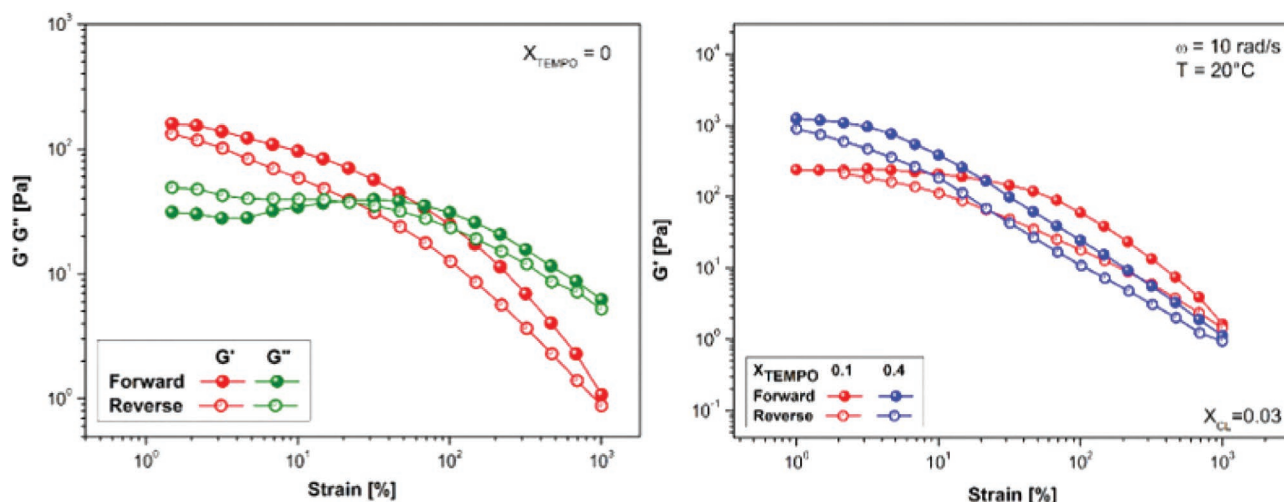 10³
10²
10¹
10⁰
G' G" [Pa]
X_TEMPO = 0
G' G"
Forward
Reverse
10⁰ 10¹ 10² 10³
Strain [%]
10⁴
10³
10²
10¹
10⁰
10⁻¹
G' [Pa]
ω = 10 rad/s
T = 20°C
X_TEMPO 0.1 0.4
Forward
Reverse
X_CL=0.03
10⁰ 10¹ 10² 10³
Strain [%]